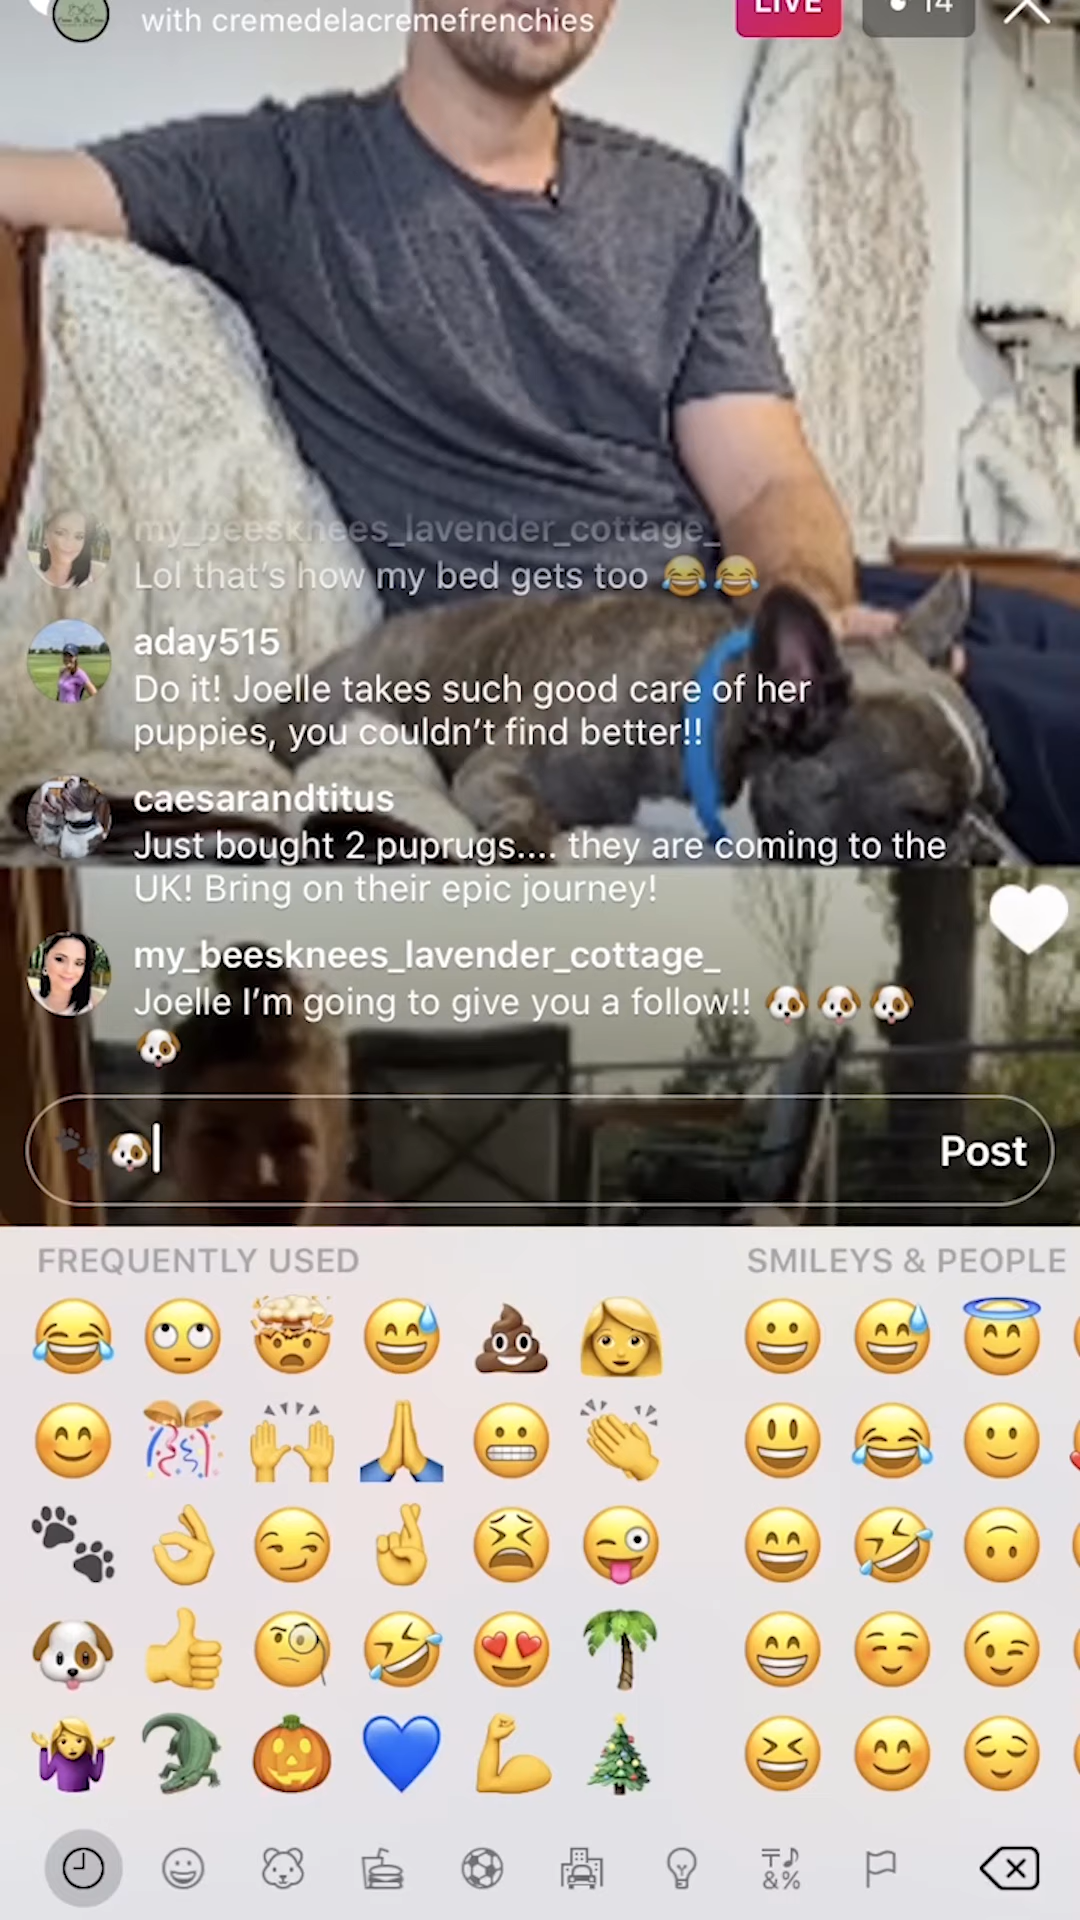 with cremedelacremefrenchies
LIVE
14
my_beesknees_lavender_cottage_
Lol that's how my bed gets too 😂😂
aday515
Do it! Joelle takes such good care of her
puppies, you couldn't find better!!
caesarandtitus
Just bought 2 puprugs.... they are coming to the
UK! Bring on their epic journey!
my_beesknees_lavender_cottage_
Joelle I'm going to give you a follow!! 🐶🐶🐶
🐶
🐾🐶
Post
FREQUENTLY USED
SMILEYS & PEOPLE